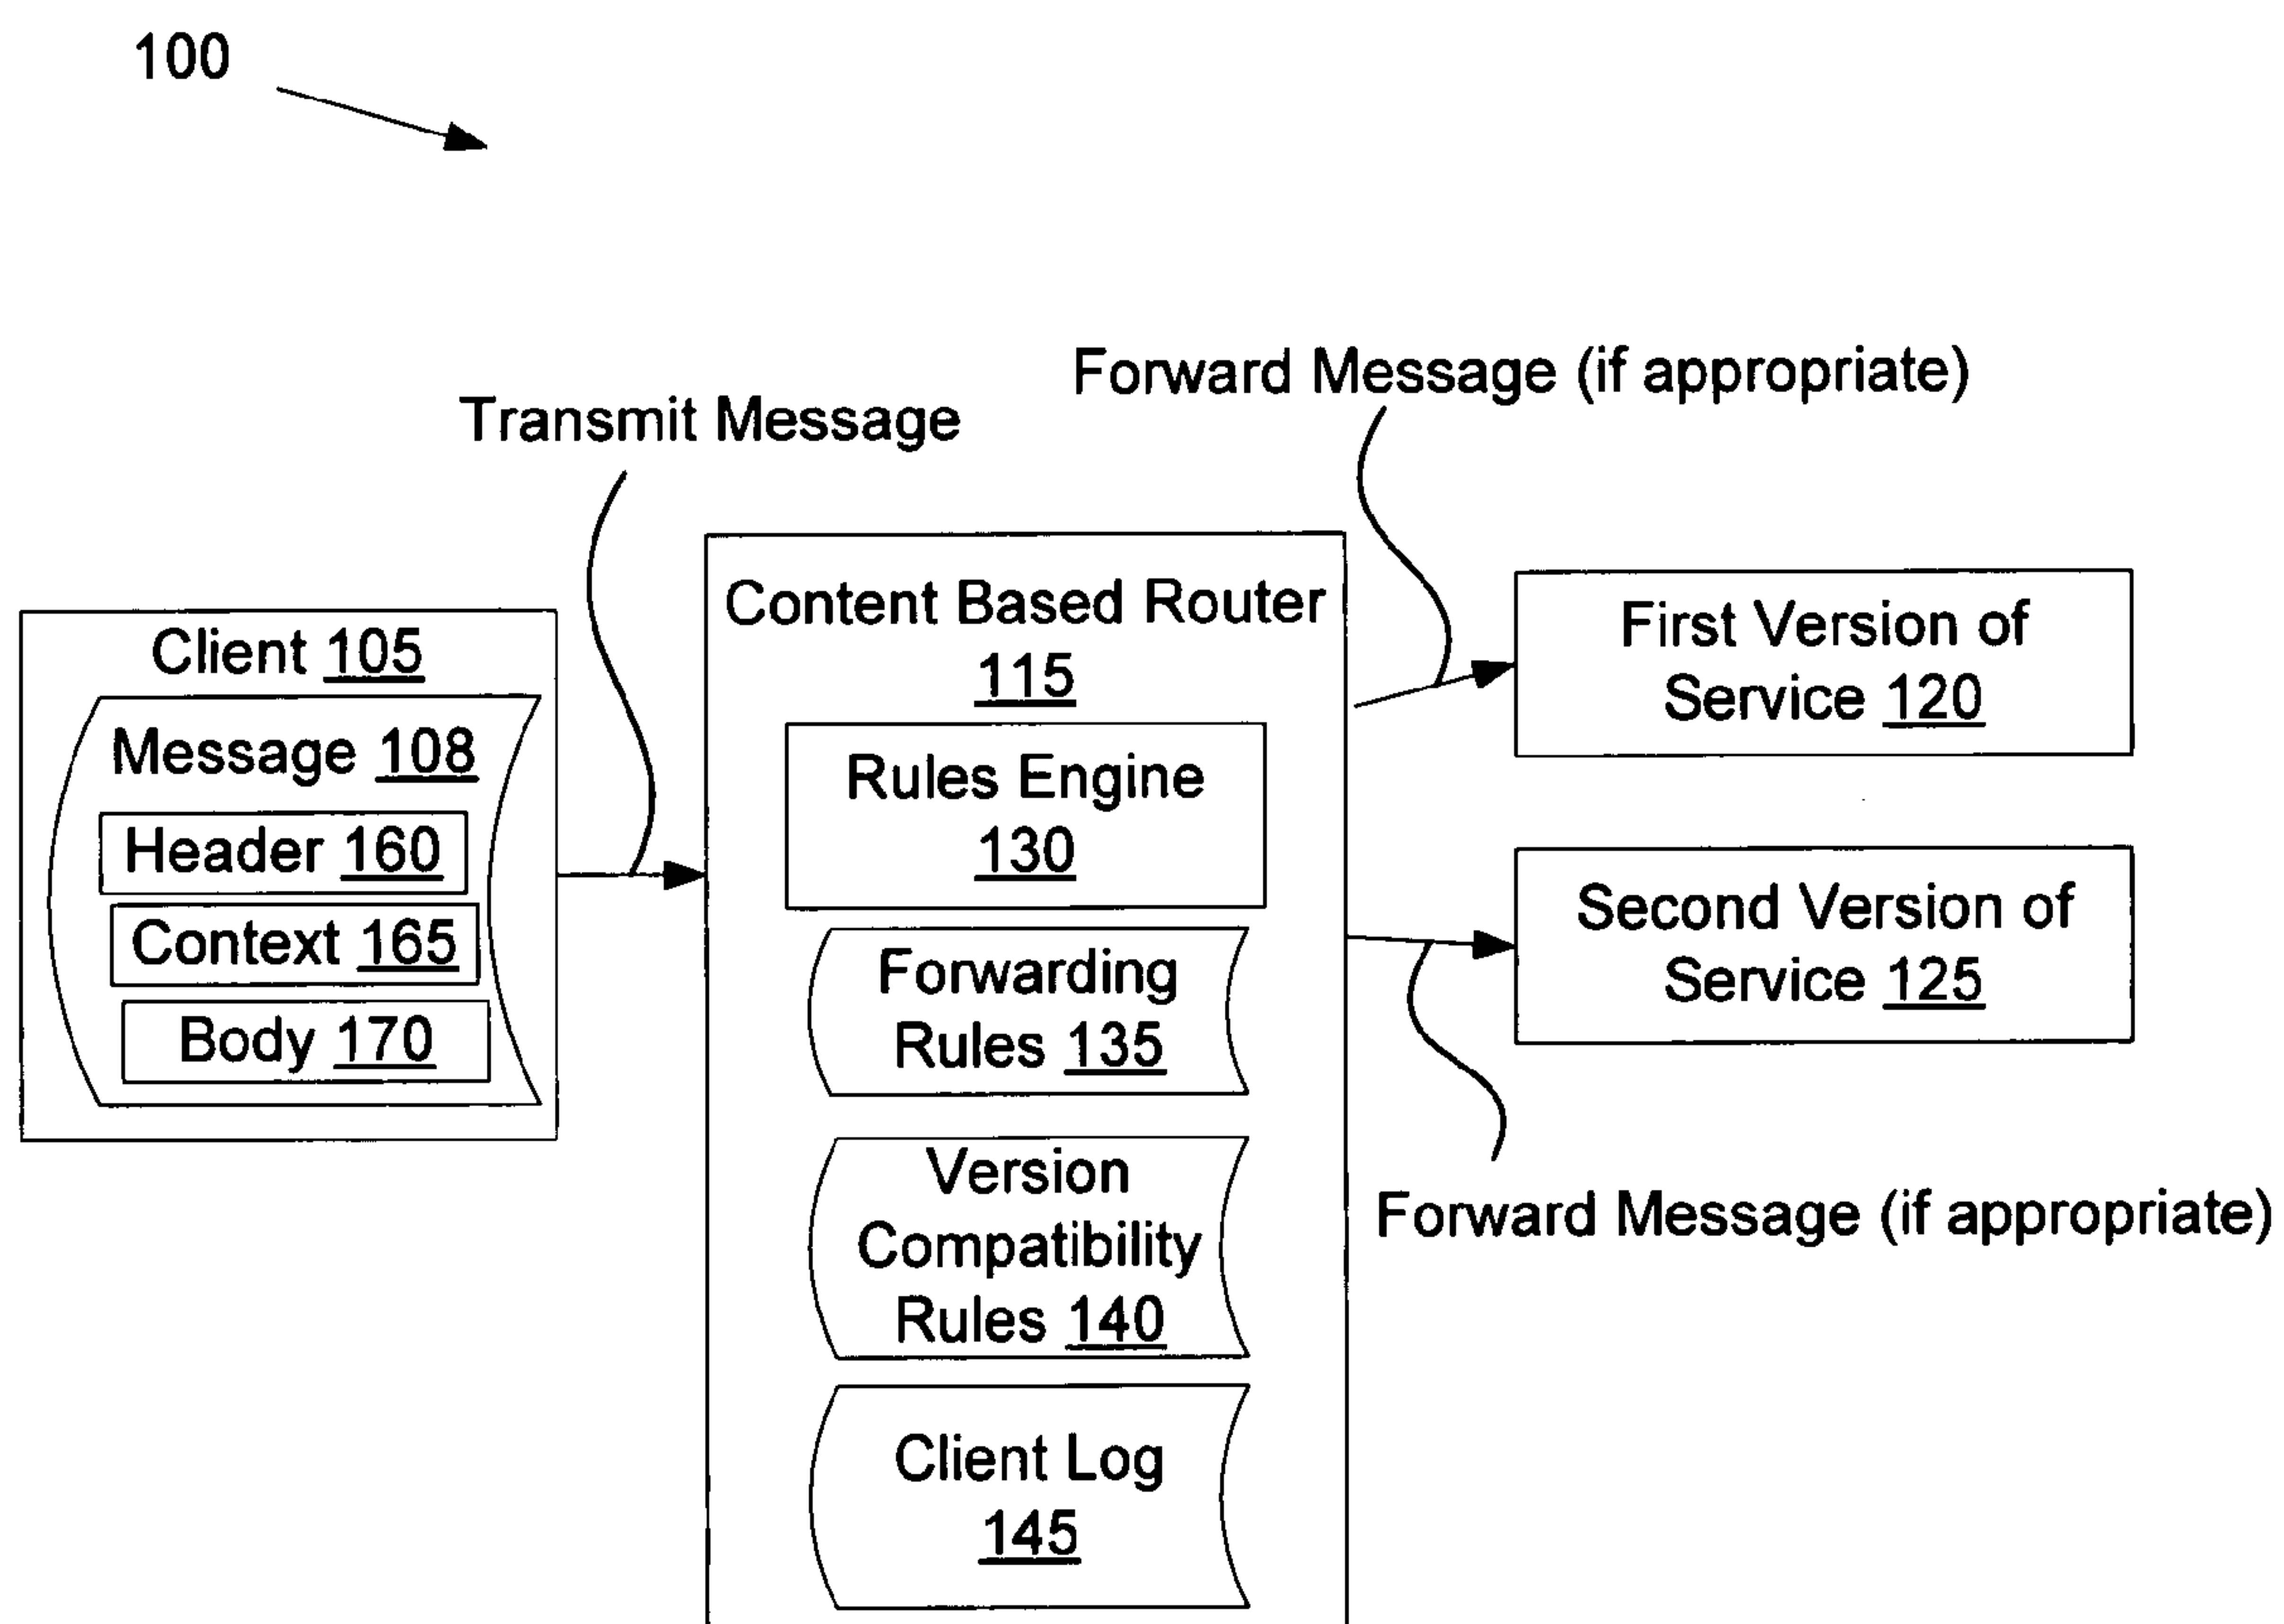 100
Forward Message (if appropriate)
Transmit Message
Client 105
Message 108
Header 160
Context 165
Body 170
Content Based Router
115
Rules Engine
130
Forwarding
Rules 135
Version
Compatibility
Rules 140
Client Log
145
First Version of
Service 120
Second Version of
Service 125
Forward Message (if appropriate)